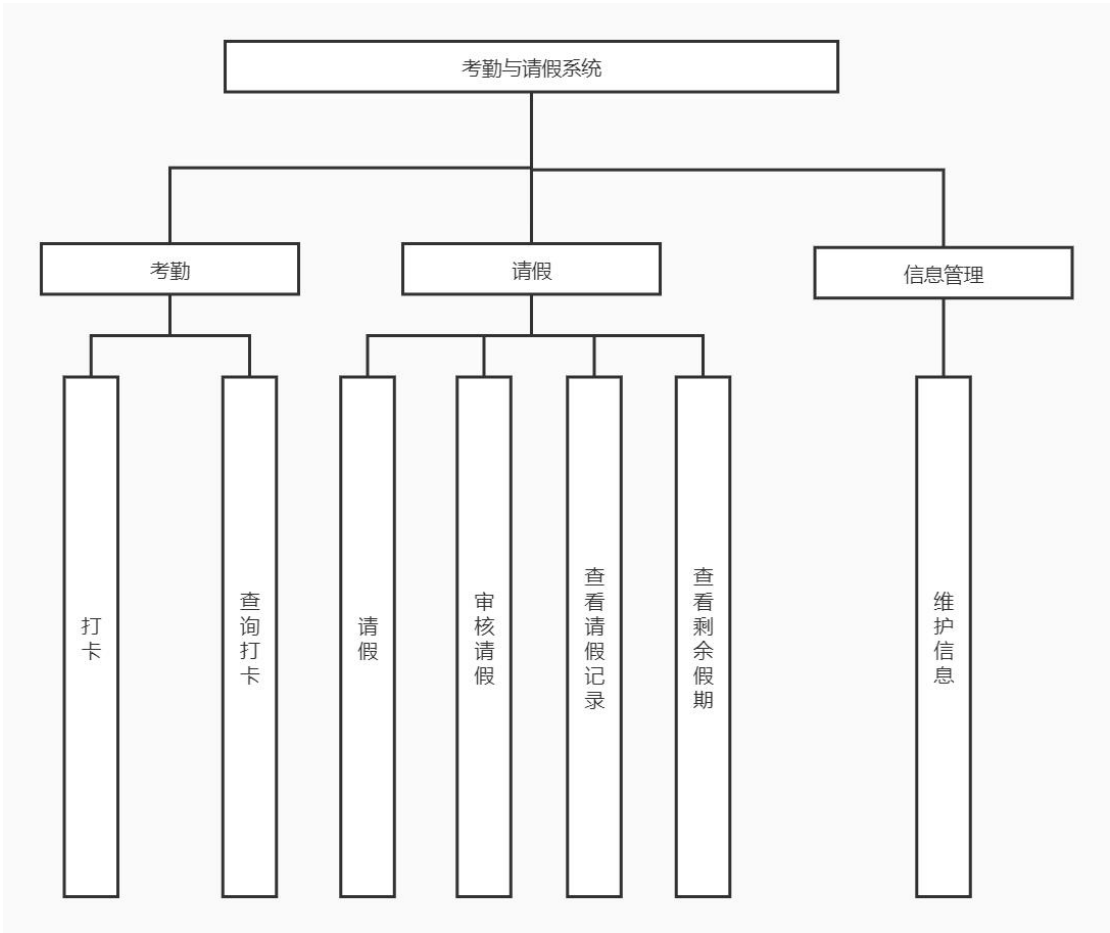 考勤与请假系统
考勤
请假
信息管理
打卡
查询打卡
请假
审核请假
查看请假记录
查看剩余假期
维护信息